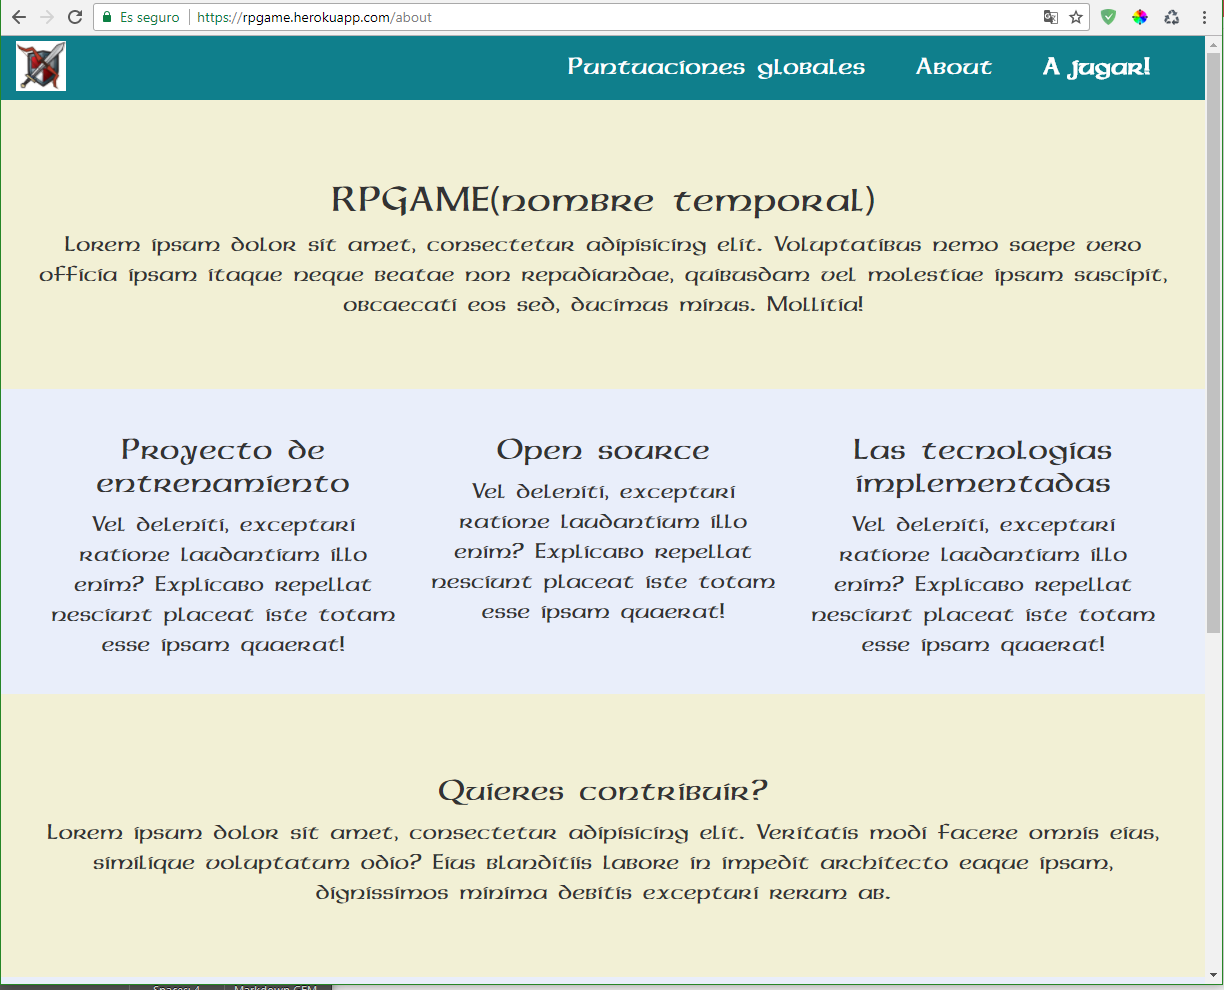 Es seguro https://rpgame.herokuapp.com/about
Puntuaciones globales About A jugar!
RPGAME(nombre temporal)
Lorem ipsum dolor sit amet, consectetur adipisicing elit. Voluptatibus nemo saepe vero
officia ipsam itaque neque beatae non repudiandae, quibusdam vel molestiae ipsum suscipit,
obcaecati eos sed, ducimus minus. Mollitia!
Proyecto de
entrenamiento
Vel deleniti, excepturi
ratione laudantium illo
enim? Explicabo repellat
nesciunt placeat iste totam
esse ipsam quaerat!
Open source
Vel deleniti, excepturi
ratione laudantium illo
enim? Explicabo repellat
nesciunt placeat iste totam
esse ipsam quaerat!
Las tecnologías
implementadas
Vel deleniti, excepturi
ratione laudantium illo
enim? Explicabo repellat
nesciunt placeat iste totam
esse ipsam quaerat!
Quieres contribuir?
Lorem ipsum dolor sit amet, consectetur adipisicing elit. Veritatis modi facere omnis eius,
similique voluptatum odio? Eius blanditiis labore in impedit architecto eaque ipsam,
dignissimos minima debitis excepturi rerum ab.
Spaces: 4 Markdown GFM